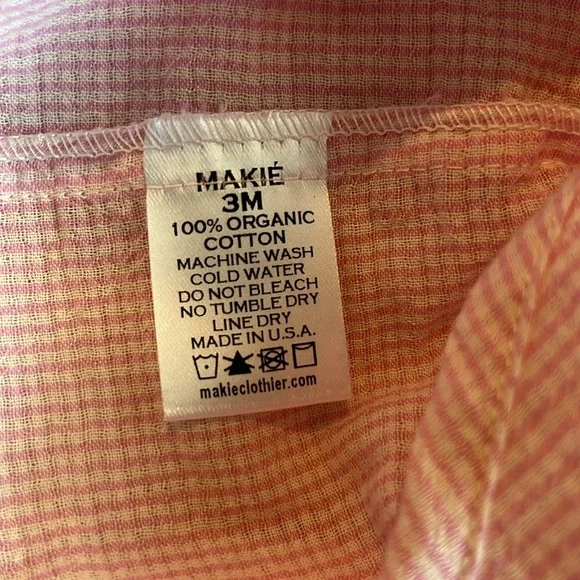 MAKIÉ
3M
100% ORGANIC
COTTON
MACHINE WASH
COLD WATER
DO NOT BLEACH
NO TUMBLE DRY
LINE DRY
MADE IN U.S.A.
makieclothier.com